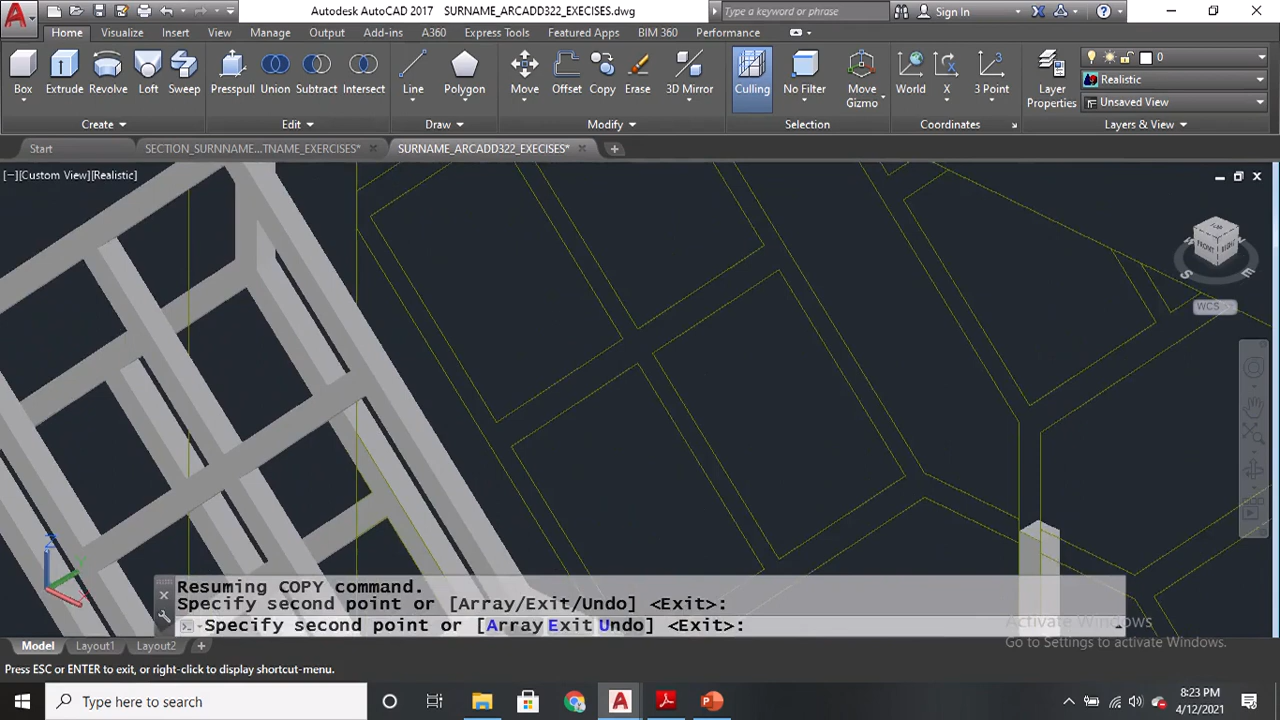 Autodesk AutoCAD 2017 SURNAME_ARCADD322_EXECISES.dwg
Type a keyword or phrase
Sign In
Home Visualize Insert View Manage Output Add-ins A360 Express Tools Featured Apps BIM 360 Performance
Box Extrude Revolve Loft Sweep Presspull Union Subtract Intersect Line Polygon Move Offset Copy Erase 3D Mirror Culling No Filter Move Gizmo World X 3 Point Layer Properties
0
Realistic
Unsaved View
Create Edit Draw Modify Selection Coordinates Layers & View
Start SECTION_SURNNAME...TNAME_EXERCISES* SURNAME_ARCADD322_EXECISES*
[−][Custom View][Realistic]
FRONT
S
E
WCS
Z
Resuming COPY command.
Specify second point or [Array/Exit/Undo] <Exit>:
Specify second point or [Array Exit Undo] <Exit>:
Activate Windows
Go to Settings to activate Windows.
Model Layout1 Layout2
Press ESC or ENTER to exit, or right-click to display shortcut-menu.
Type here to search
8:23 PM
4/12/2021